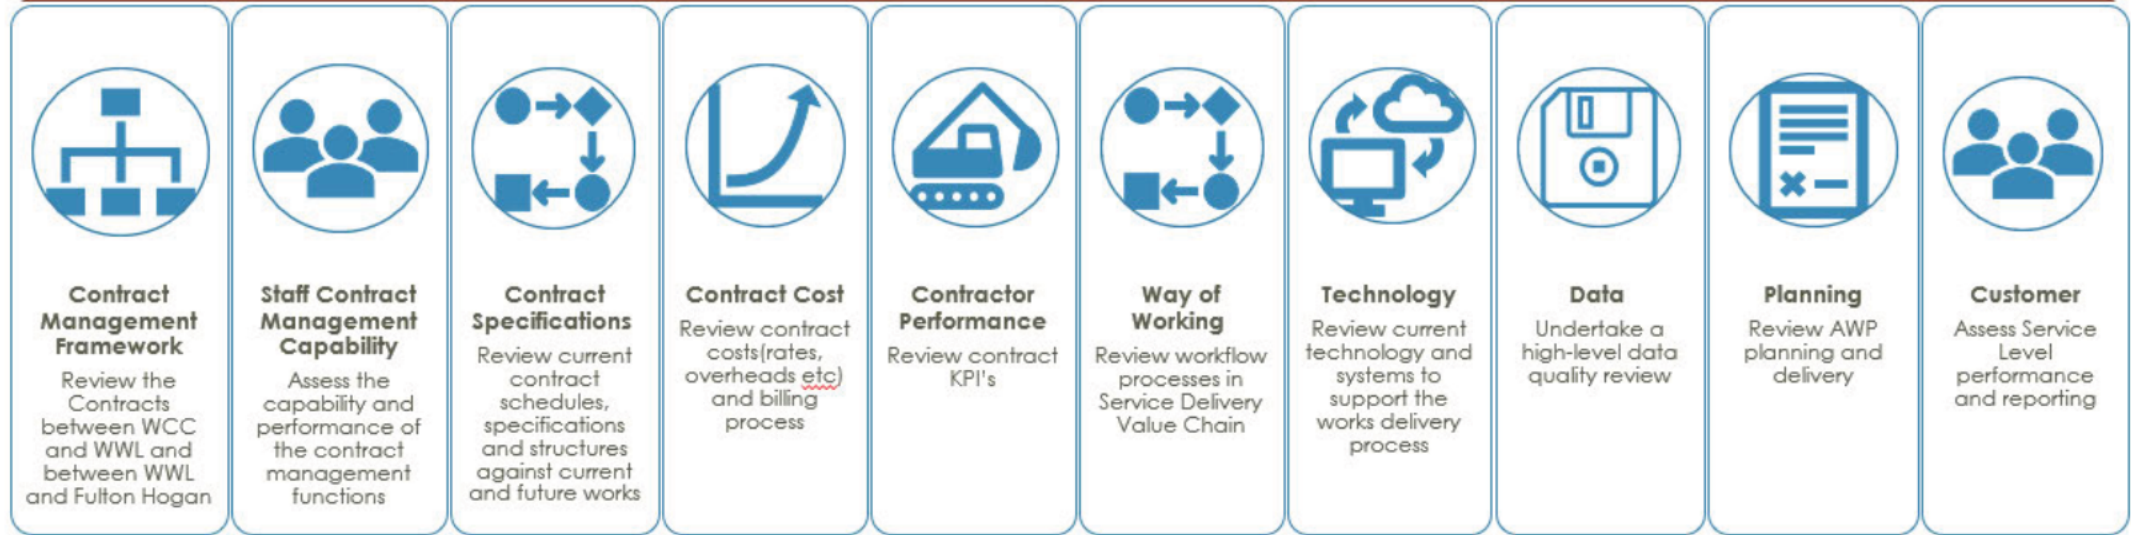 Contract
Management
Framework
Review the
Contracts
between WCC
and WWL and
between WWL
and Fulton Hogan
Staff Contract
Management
Capability
Assess the
capability and
performance of
the contract
management
functions
Contract
Specifications
Review current
contract
schedules,
specifications
and structures
against current
and future works
Contract Cost
Review contract
costs(rates,
overheads etc)
and billing
process
Contractor
Performance
Review contract
KPI's
Way of
Working
Review workflow
processes in
Service Delivery
Value Chain
Technology
Review current
technology and
systems to
support the
works delivery
process
Data
Undertake a
high-level data
quality review
Planning
Review AWP
planning and
delivery
Customer
Assess Service
Level
performance
and reporting